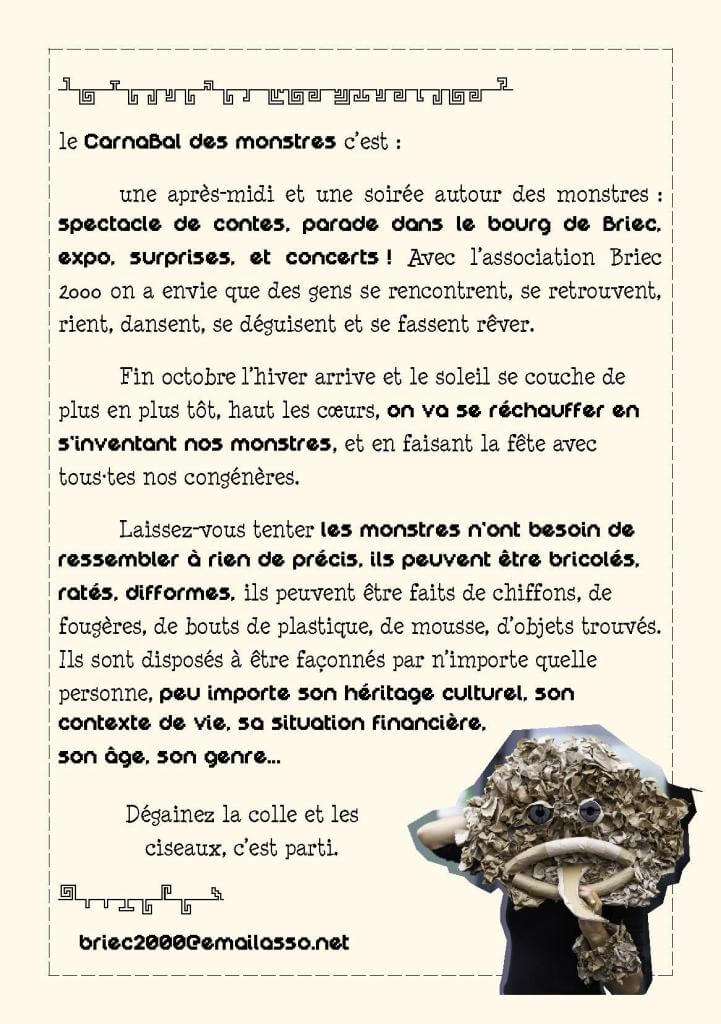 le CarnaBal des monstres c'est :
une après-midi et une soirée autour des monstres :
spectacle de contes, parade dans le bourg de Briec,
expo, surprises, et concerts ! Avec l'association Briec
2000 on a envie que des gens se rencontrent, se retrouvent,
rient, dansent, se déguisent et se fassent rêver.
Fin octobre l'hiver arrive et le soleil se couche de
plus en plus tôt, haut les cœurs, on va se réchauffer en
s'inventant nos monstres, et en faisant la fête avec
tous·tes nos congénères.
Laissez-vous tenter les monstres n'ont besoin de
ressembler à rien de précis, ils peuvent être bricolés,
ratés, difformes, ils peuvent être faits de chiffons, de
fougères, de bouts de plastique, de mousse, d'objets trouvés.
Ils sont disposés à être façonnés par n'importe quelle
personne, peu importe son héritage culturel, son
contexte de vie, sa situation financière,
son âge, son genre...
Dégainez la colle et les
ciseaux, c'est parti.
briec2000@emailasso.net